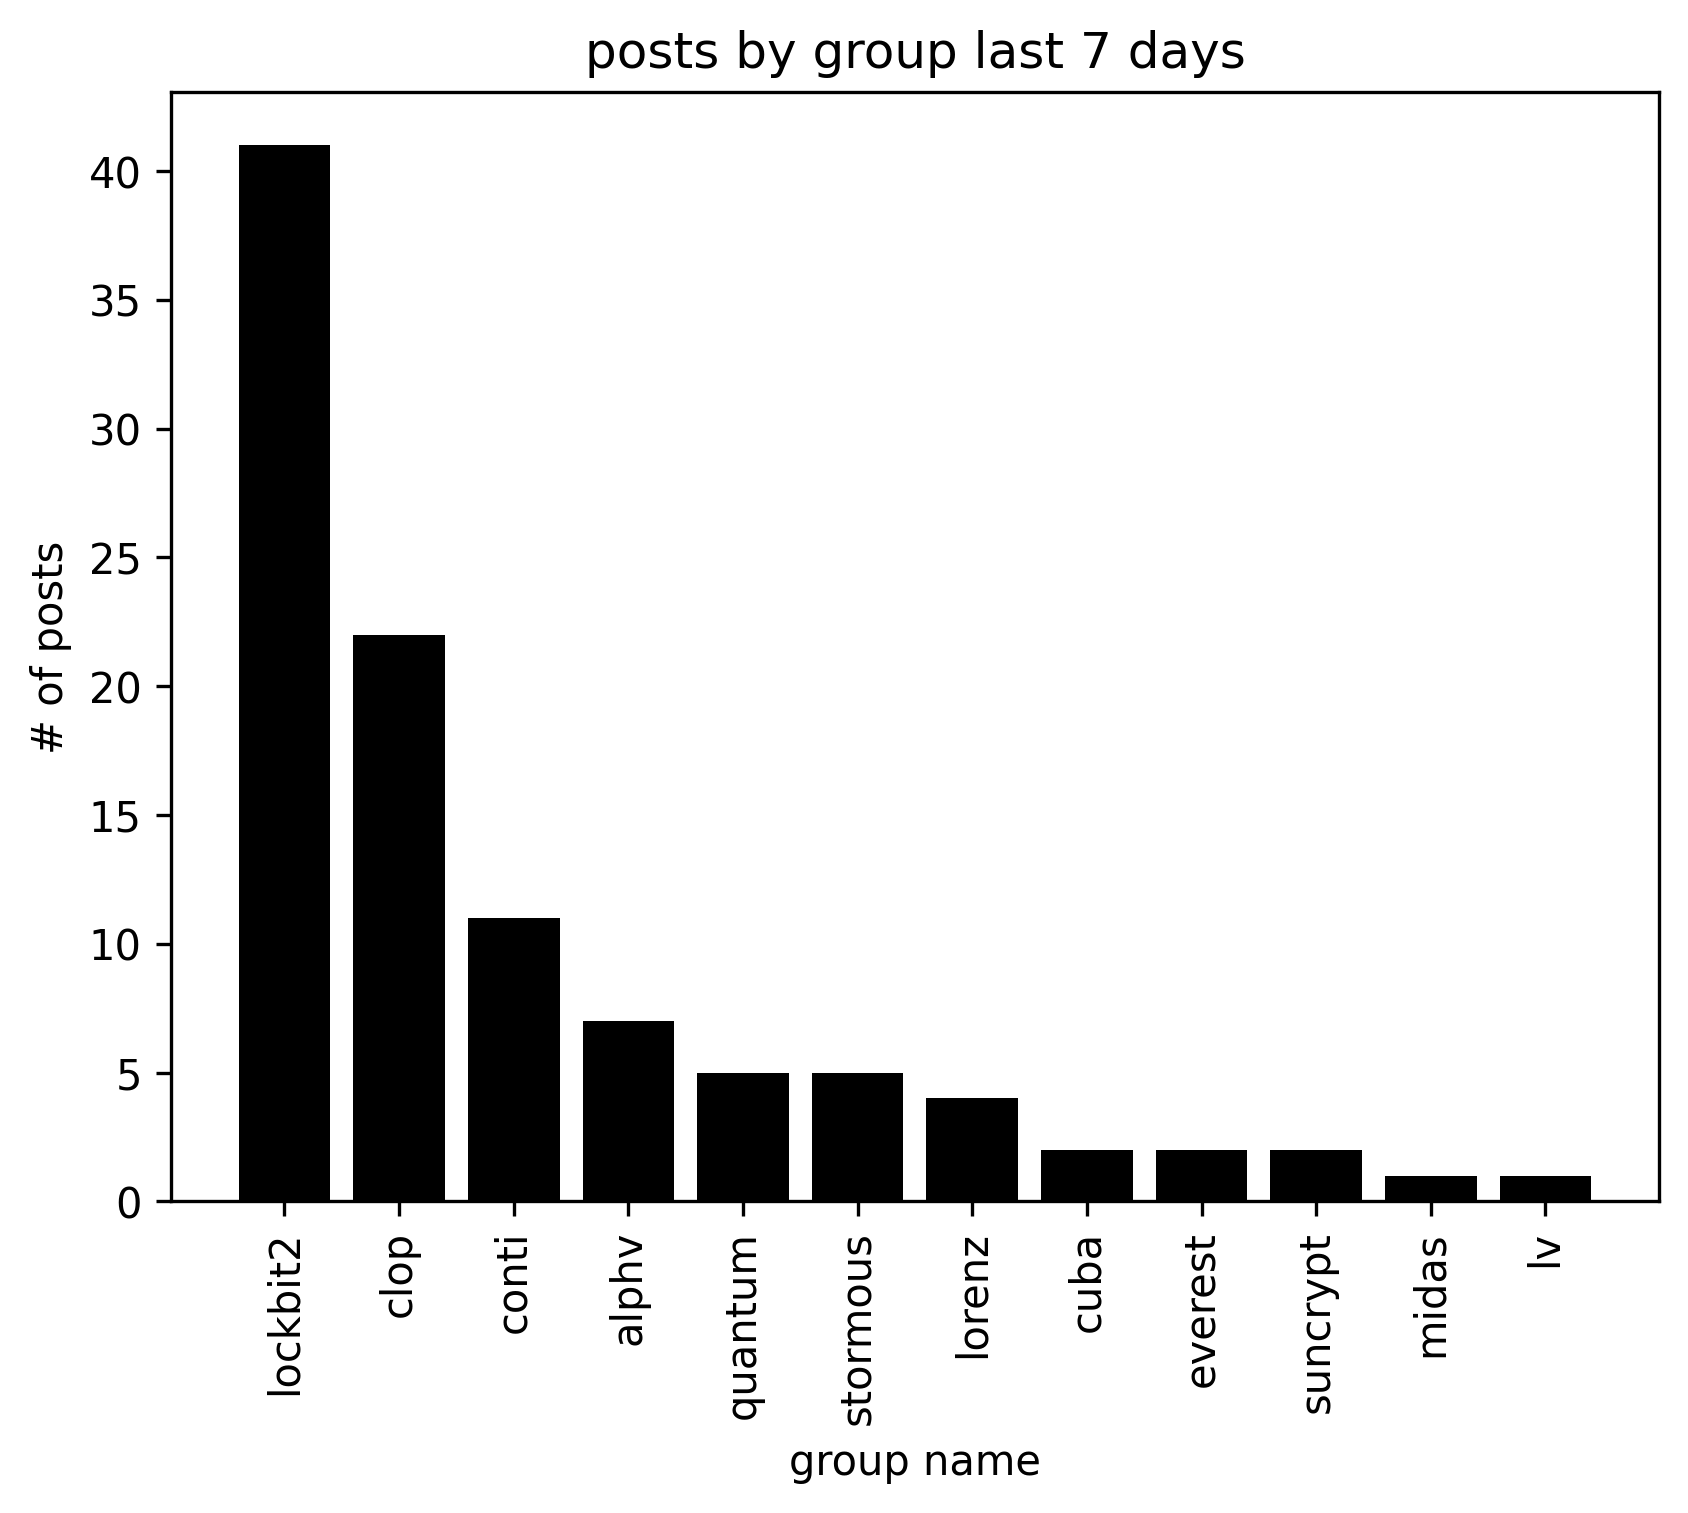 posts by group last 7 days
# of posts
40
35
30
25
20
15
10
5
0
lockbit2
clop
conti
alphv
quantum
stormous
lorenz
cuba
everest
suncrypt
midas
lv
group name